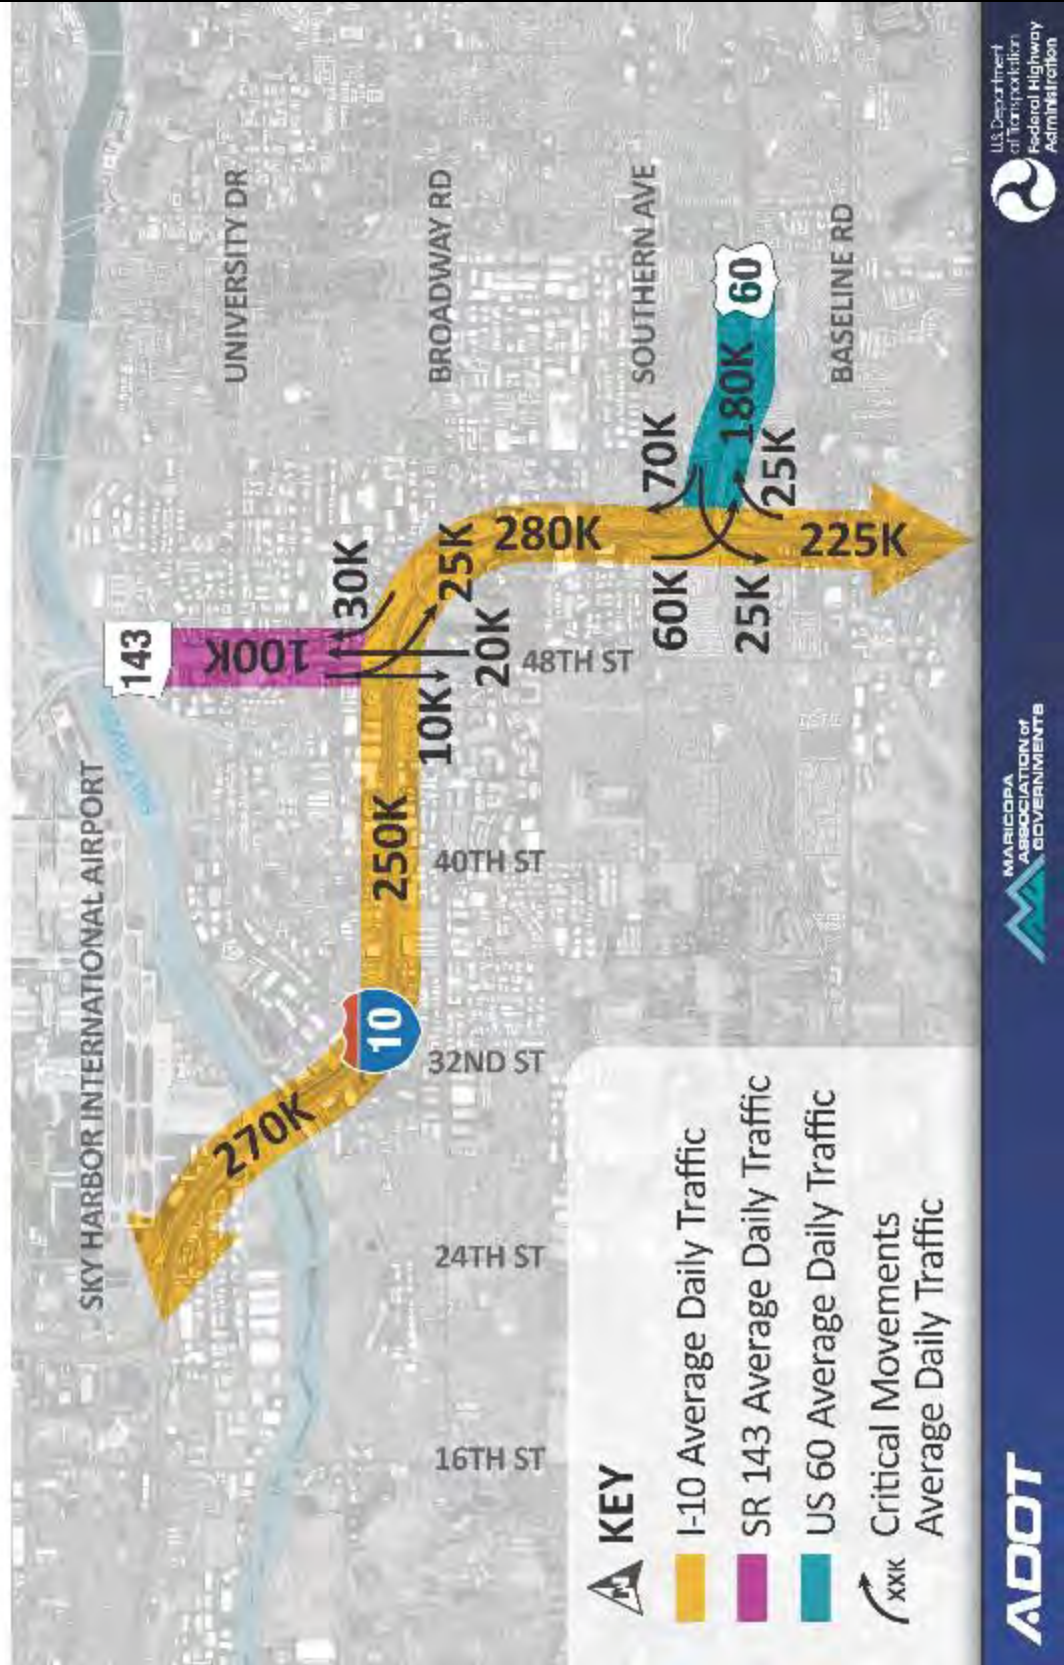 SKY HARBOR INTERNATIONAL AIRPORT
143
UNIVERSITY DR
100K
270K
30K
10
250K
25K
BROADWAY RD
10K
20K
16TH ST
24TH ST
32ND ST
40TH ST
48TH ST
280K
SOUTHERN AVE
70K
60K
180K
60
25K
25K
BASELINE RD
225K
N
KEY
I-10 Average Daily Traffic
SR 143 Average Daily Traffic
US 60 Average Daily Traffic
XXK
Critical Movements
Average Daily Traffic
ADOT
MARICOPA
ASSOCIATION of
GOVERNMENTS
U.S. Department
of Transportation
Federal Highway
Administration